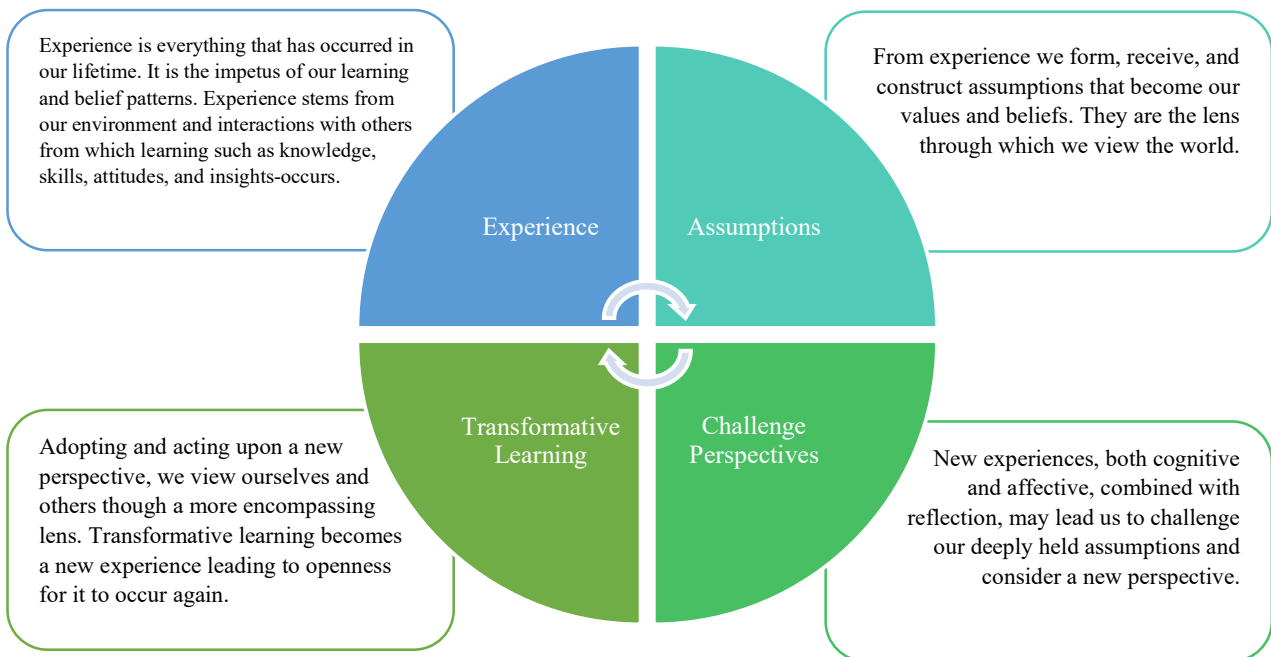 Experience is everything that has occurred in
our lifetime. It is the impetus of our learning
and belief patterns. Experience stems from
our environment and interactions with others
from which learning such as knowledge,
skills, attitudes, and insights-occurs.
From experience we form, receive, and
construct assumptions that become our
values and beliefs. They are the lens
through which we view the world.
Experience
Assumptions
Transformative
Learning
Challenge
Perspectives
Adopting and acting upon a new
perspective, we view ourselves and
others though a more encompassing
lens. Transformative learning becomes
a new experience leading to openness
for it to occur again.
New experiences, both cognitive
and affective, combined with
reflection, may lead us to challenge
our deeply held assumptions and
consider a new perspective.